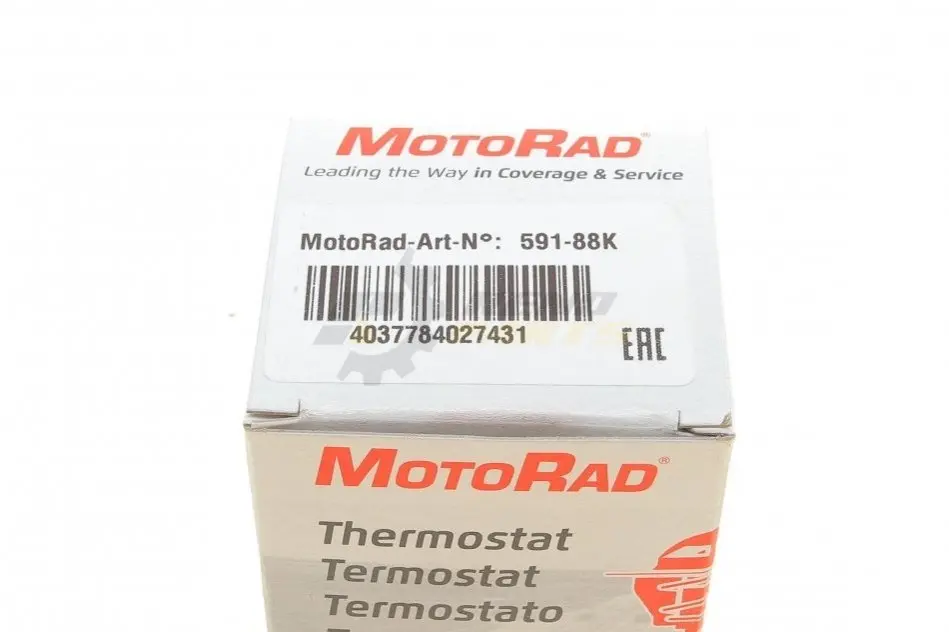 MOTORAD®
Leading the Way in Coverage & Service
MotoRad-Art-N°: 591-88K
4037784027431
EAC
MOTORAD®
Thermostat
Termostat
Termostato